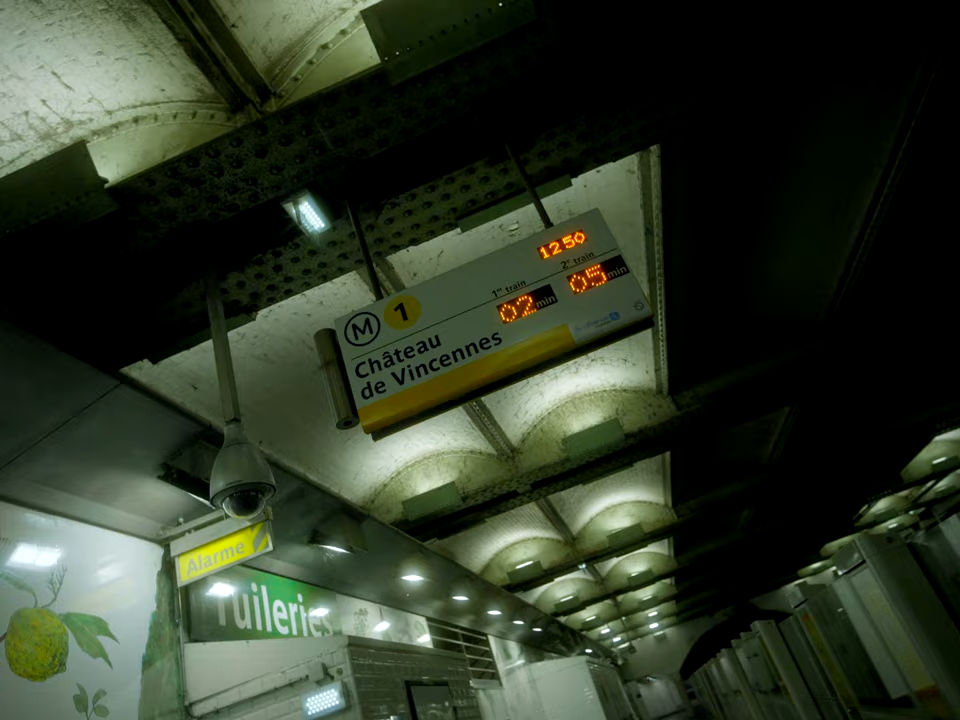 12 50
1er train
2e train
02 min
05 min
M 1
Château
de Vincennes
Alarme
Tuileries